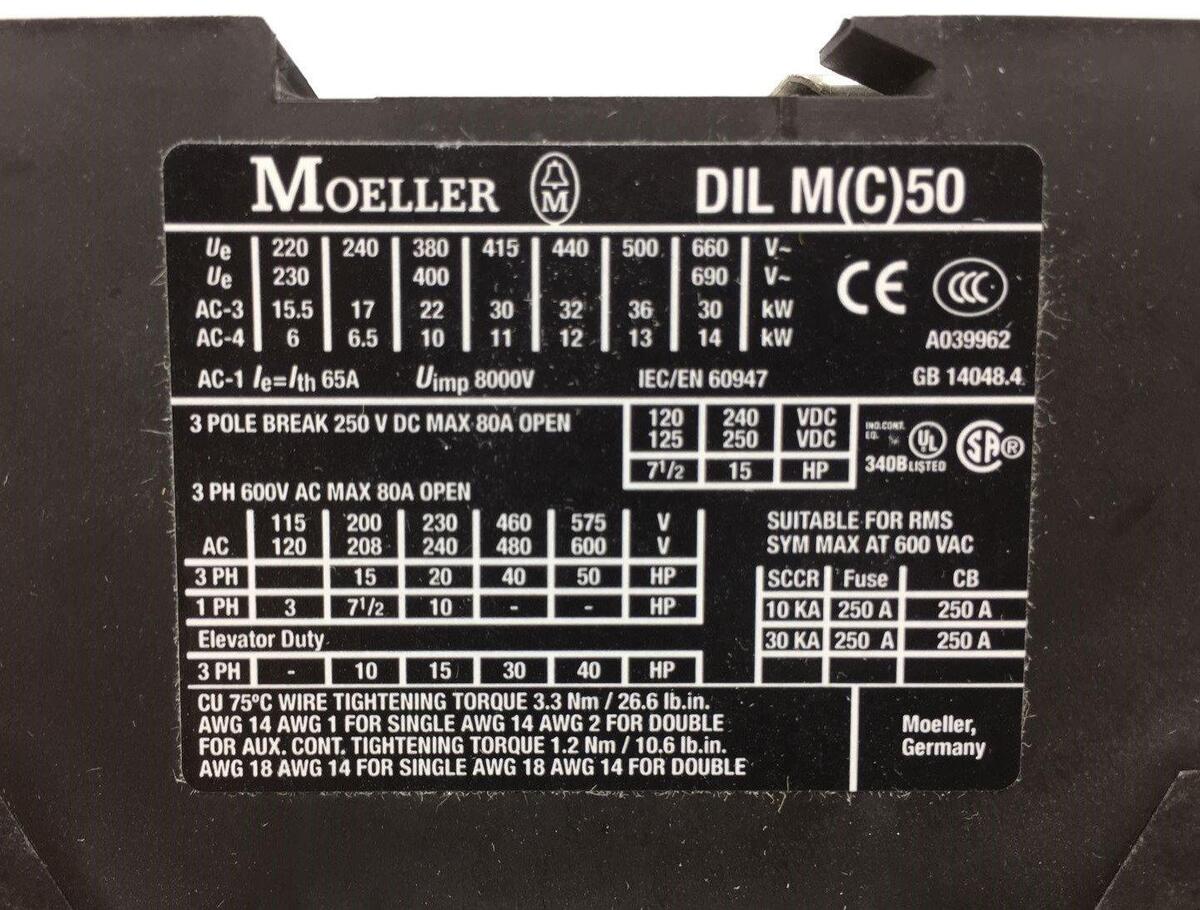 MOELLER M DIL M(C)50
Ue 220 240 380 415 440 500 660 V~
Ue 230 400 690 V~
AC-3 15.5 17 22 30 32 36 30 kW
AC-4 6 6.5 10 11 12 13 14 kW
CE CCC
A039962
AC-1 Ie=Ith 65A Uimp 8000V IEC/EN 60947 GB 14048.4
3 POLE BREAK 250 V DC MAX 80A OPEN
120 240 VDC
125 250 VDC
7 1/2 15 HP
IND.CONT.
EQ. UL SA®
340B LISTED
3 PH 600V AC MAX 80A OPEN
115 200 230 460 575 V
AC 120 208 240 480 600 V
3 PH 15 20 40 50 HP
1 PH 3 7 1/2 10 - - HP
Elevator Duty
3 PH - 10 15 30 40 HP
SUITABLE FOR RMS
SYM MAX AT 600 VAC
SCCR Fuse CB
10 KA 250 A 250 A
30 KA 250 A 250 A
CU 75°C WIRE TIGHTENING TORQUE 3.3 Nm / 26.6 lb.in.
AWG 14 AWG 1 FOR SINGLE AWG 14 AWG 2 FOR DOUBLE
FOR AUX. CONT. TIGHTENING TORQUE 1.2 Nm / 10.6 lb.in.
AWG 18 AWG 14 FOR SINGLE AWG 18 AWG 14 FOR DOUBLE
Moeller,
Germany